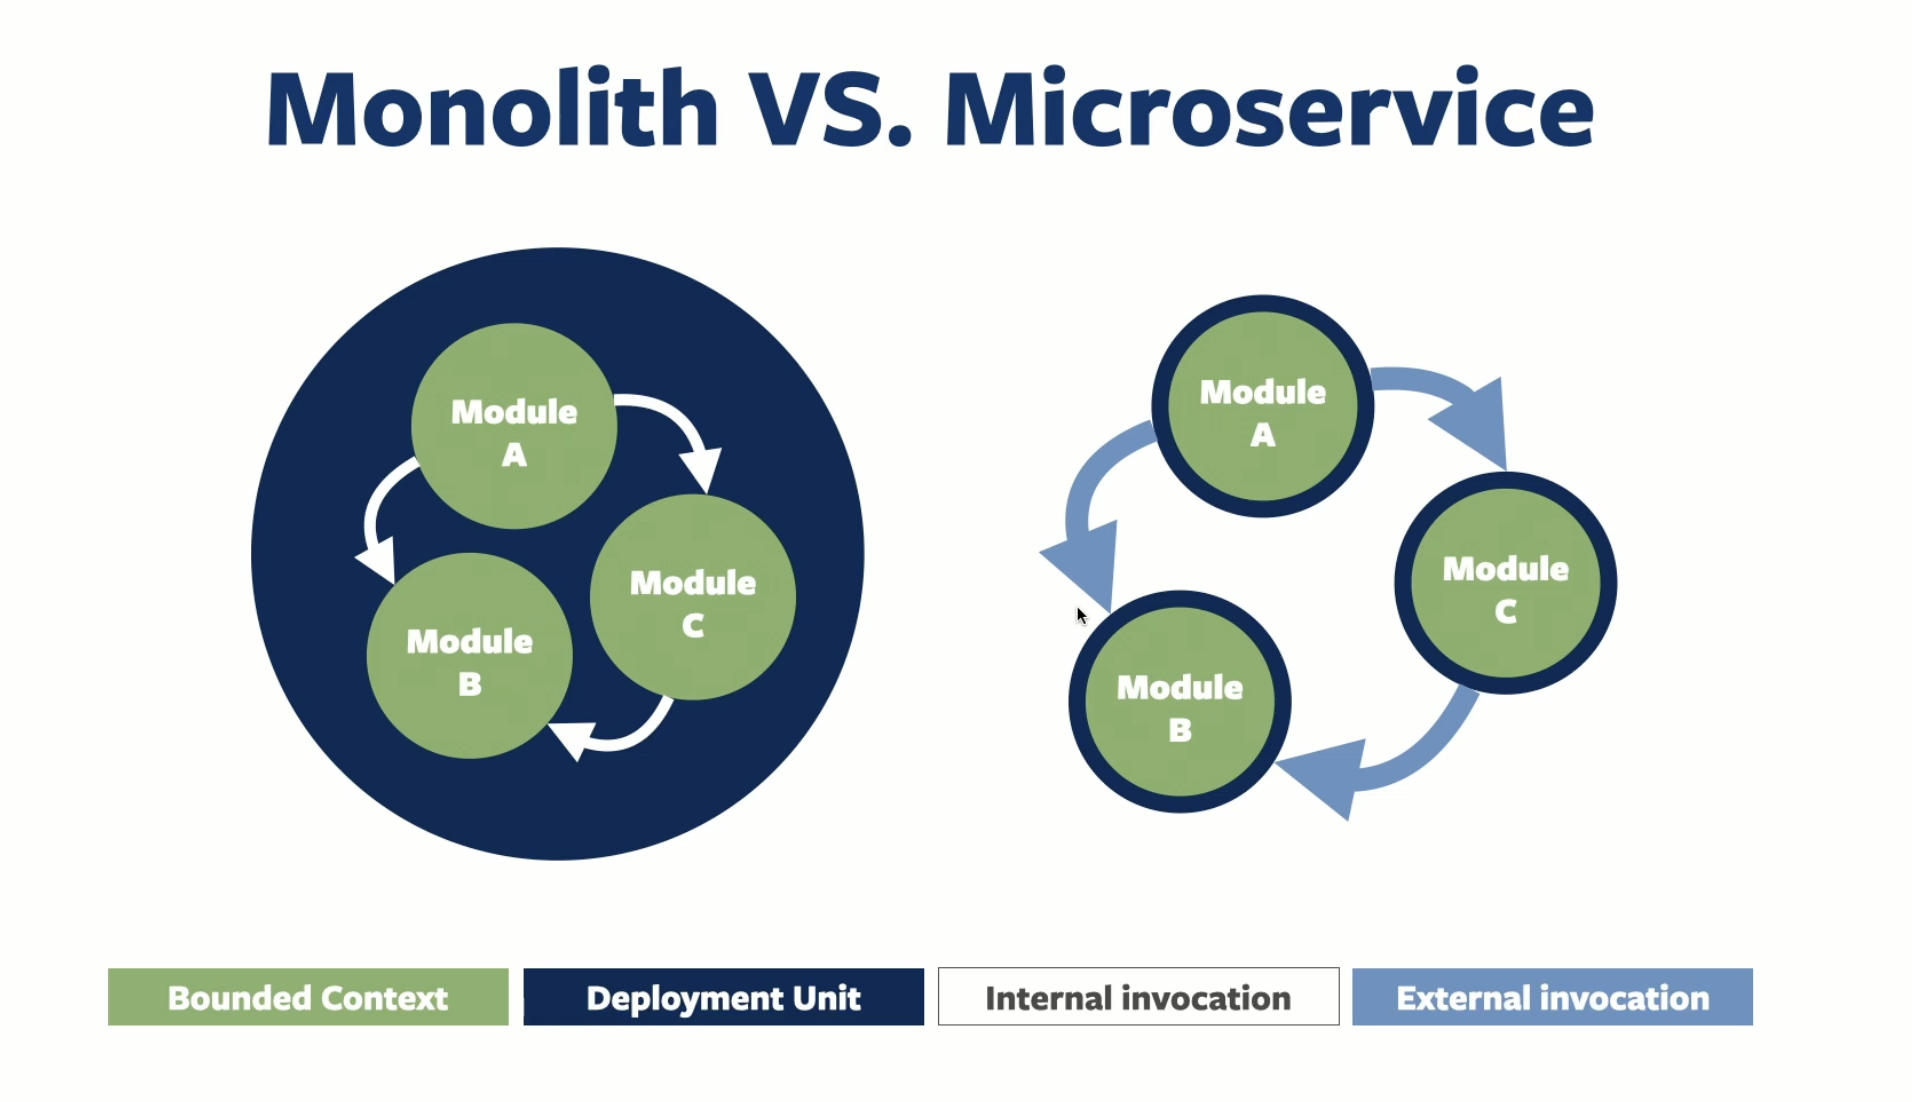 Monolith VS. Microservice
Module
A
Module
C
Module
B
Module
A
Module
C
Module
B
Bounded Context
Deployment Unit
Internal invocation
External invocation